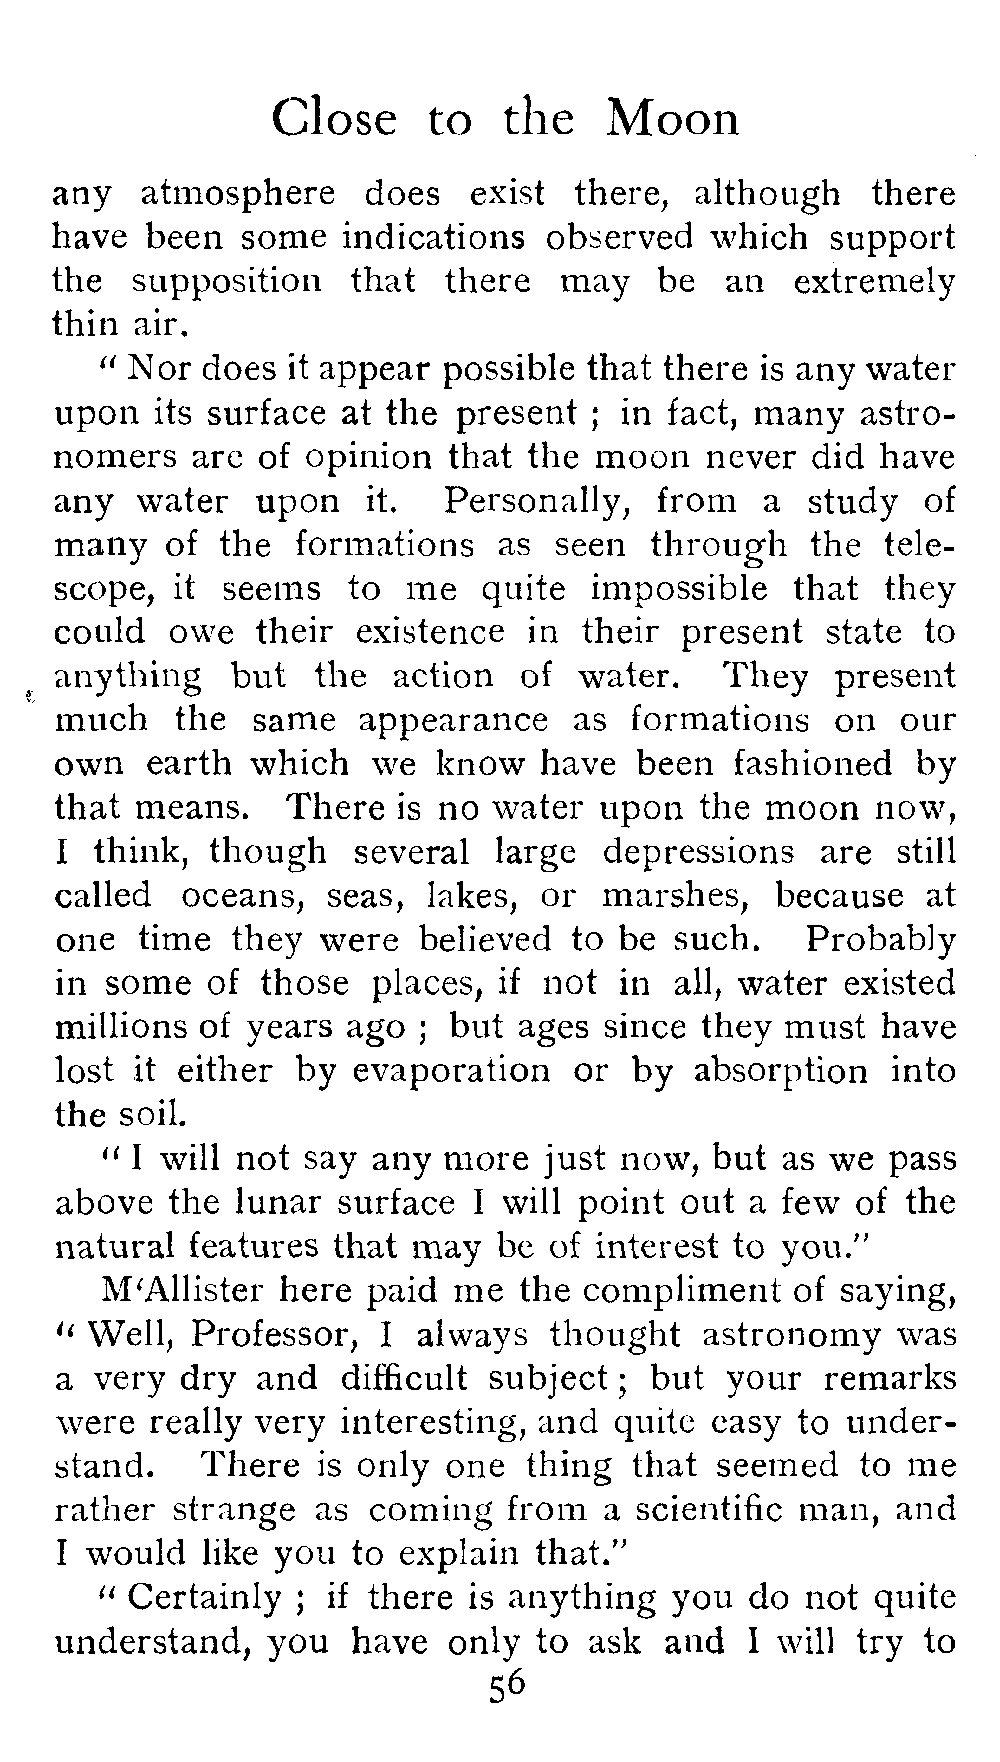 Close to the Moon
any atmosphere does exist there, although there
have been some indications observed which support
the supposition that there may be an extremely
thin air.
“ Nor does it appear possible that there is any water
upon its surface at the present ; in fact, many astro-
nomers are of opinion that the moon never did have
any water upon it. Personally, from a study of
many of the formations as seen through the tele-
scope, it seems to me quite impossible that they
could owe their existence in their present state to
anything but the action of water. They present
much the same appearance as formations on our
own earth which we know have been fashioned by
that means. There is no water upon the moon now,
I think, though several large depressions are still
called oceans, seas, lakes, or marshes, because at
one time they were believed to be such. Probably
in some of those places, if not in all, water existed
millions of years ago ; but ages since they must have
lost it either by evaporation or by absorption into
the soil.
“ I will not say any more just now, but as we pass
above the lunar surface I will point out a few of the
natural features that may be of interest to you.”
M‘Allister here paid me the compliment of saying,
“ Well, Professor, I always thought astronomy was
a very dry and difficult subject ; but your remarks
were really very interesting, and quite easy to under-
stand. There is only one thing that seemed to me
rather strange as coming from a scientific man, and
I would like you to explain that.”
“ Certainly ; if there is anything you do not quite
understand, you have only to ask and I will try to
56